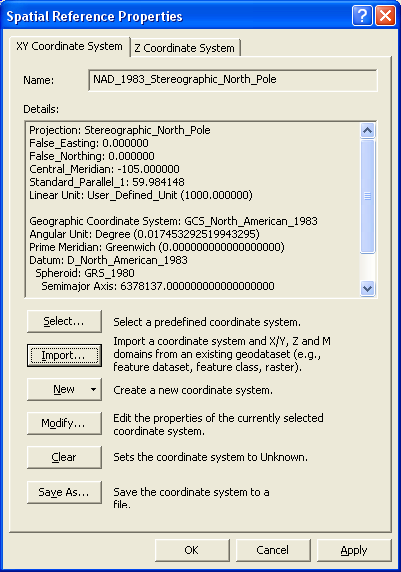 Spatial Reference Properties
XY Coordinate System
Z Coordinate System
Name:
NAD_1983_Stereographic_North_Pole
Details:
Projection: Stereographic_North_Pole
False_Easting: 0.000000
False_Northing: 0.000000
Central_Meridian: -105.000000
Standard_Parallel_1: 59.984148
Linear Unit: User_Defined_Unit (1000.000000)
Geographic Coordinate System: GCS_North_American_1983
Angular Unit: Degree (0.017453292519943295)
Prime Meridian: Greenwich (0.000000000000000000)
Datum: D_North_American_1983
Spheroid: GRS_1980
Semimajor Axis: 6378137.000000000000000000
Select...
Select a predefined coordinate system.
Import...
Import a coordinate system and X/Y, Z and M
domains from an existing geodataset (e.g.,
feature dataset, feature class, raster).
New
Create a new coordinate system.
Modify...
Edit the properties of the currently selected
coordinate system.
Clear
Sets the coordinate system to Unknown.
Save As...
Save the coordinate system to a
file.
OK
Cancel
Apply